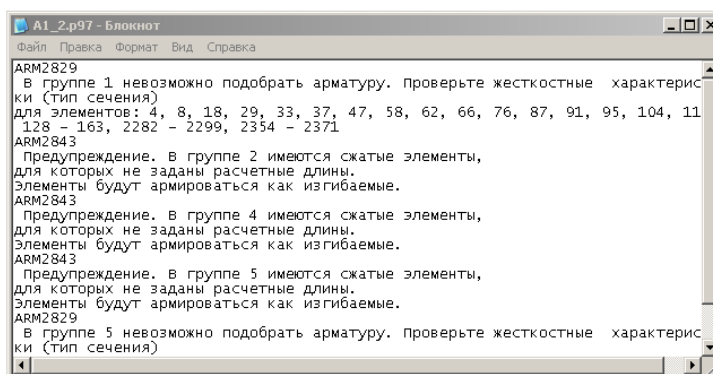 A1_2.p97 - Блокнот
Файл Правка Формат Вид Справка
ARM2829
В группе 1 невозможно подобрать арматуру. Проверьте жесткостные характерис
ки (тип сечения)
для элементов: 4, 8, 18, 29, 33, 37, 47, 58, 62, 66, 76, 87, 91, 95, 104, 11
128 - 163, 2282 - 2299, 2354 - 2371
ARM2843
Предупреждение. В группе 2 имеются сжатые элементы,
для которых не заданы расчетные длины.
Элементы будут армироваться как изгибаемые.
ARM2843
Предупреждение. В группе 4 имеются сжатые элементы,
для которых не заданы расчетные длины.
Элементы будут армироваться как изгибаемые.
ARM2843
Предупреждение. В группе 5 имеются сжатые элементы,
для которых не заданы расчетные длины.
Элементы будут армироваться как изгибаемые.
ARM2829
В группе 5 невозможно подобрать арматуру. Проверьте жесткостные характерис
ки (тип сечения)